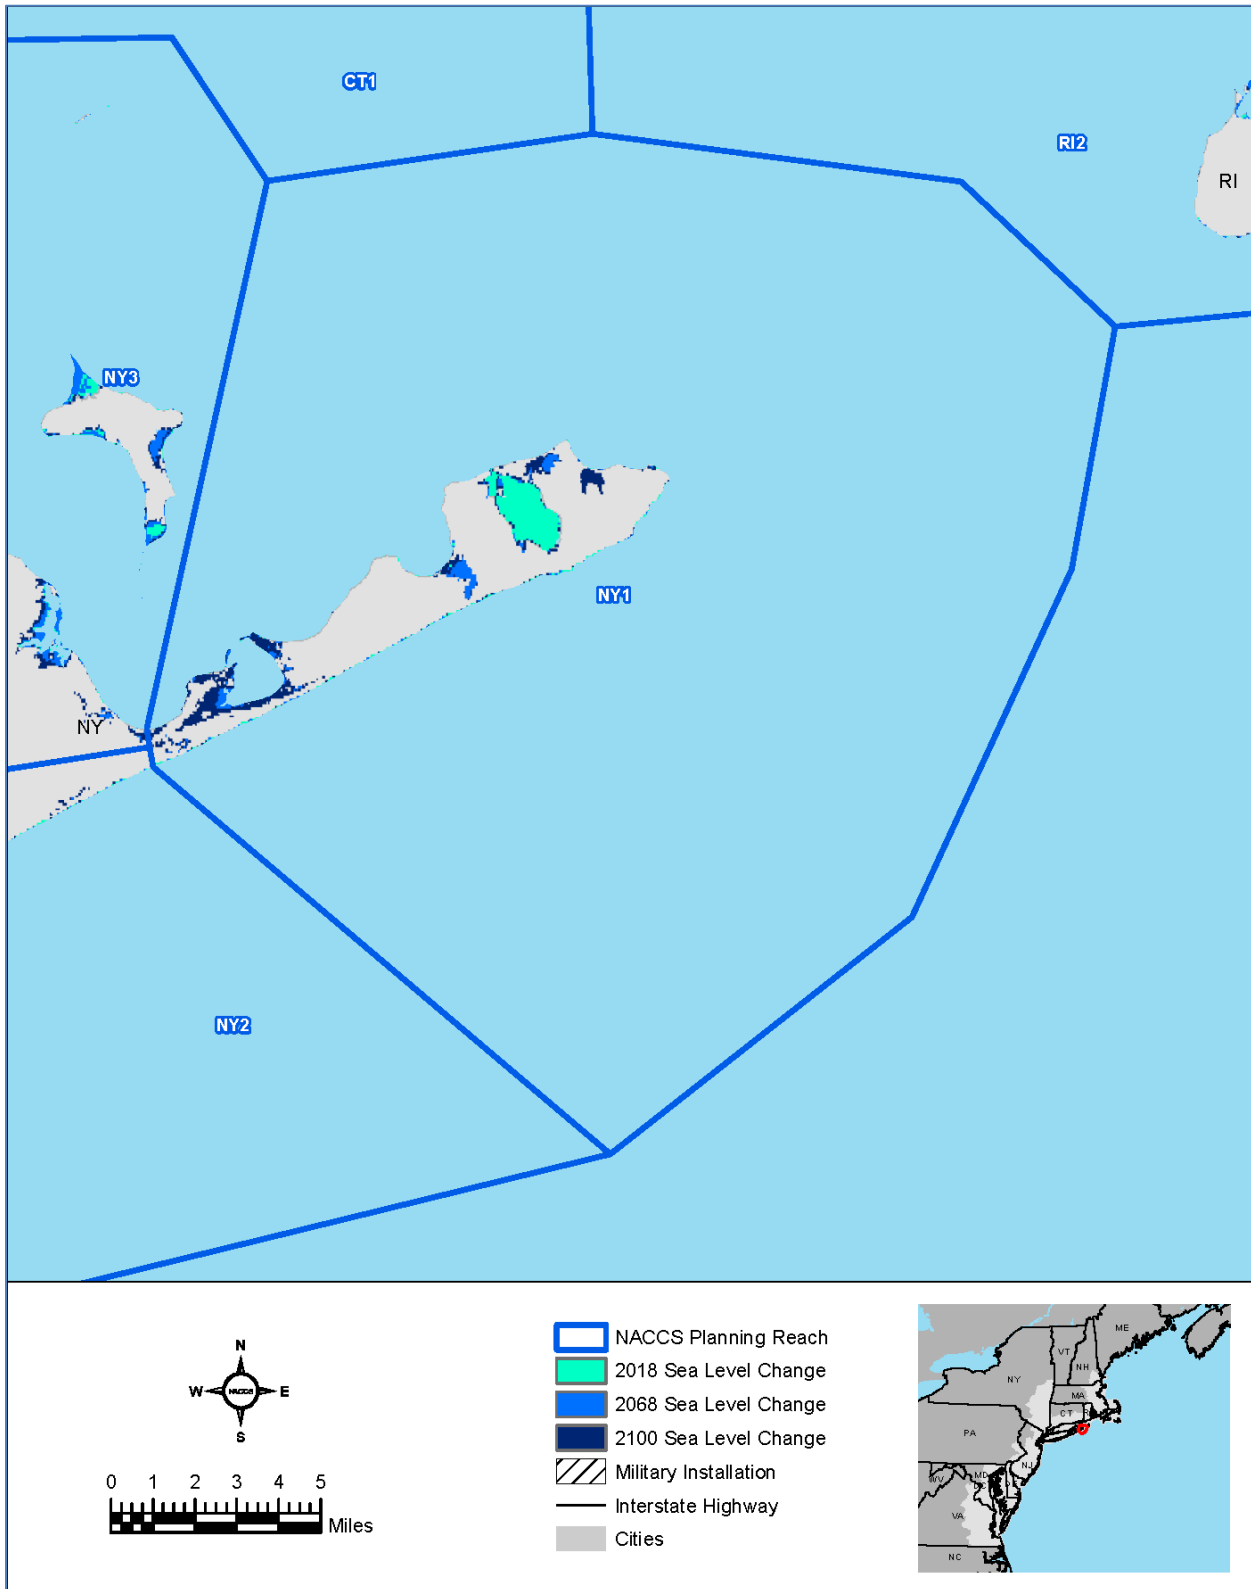 CT1
RI2
RI
NY3
NY1
NY
NY2
N
W NACCS E
S
0 1 2 3 4 5
Miles
NACCS Planning Reach
2018 Sea Level Change
2068 Sea Level Change
2100 Sea Level Change
Military Installation
Interstate Highway
Cities
ME
VT
NH
NY
MA
CT
PA
NJ
MD
WV
VA
NC